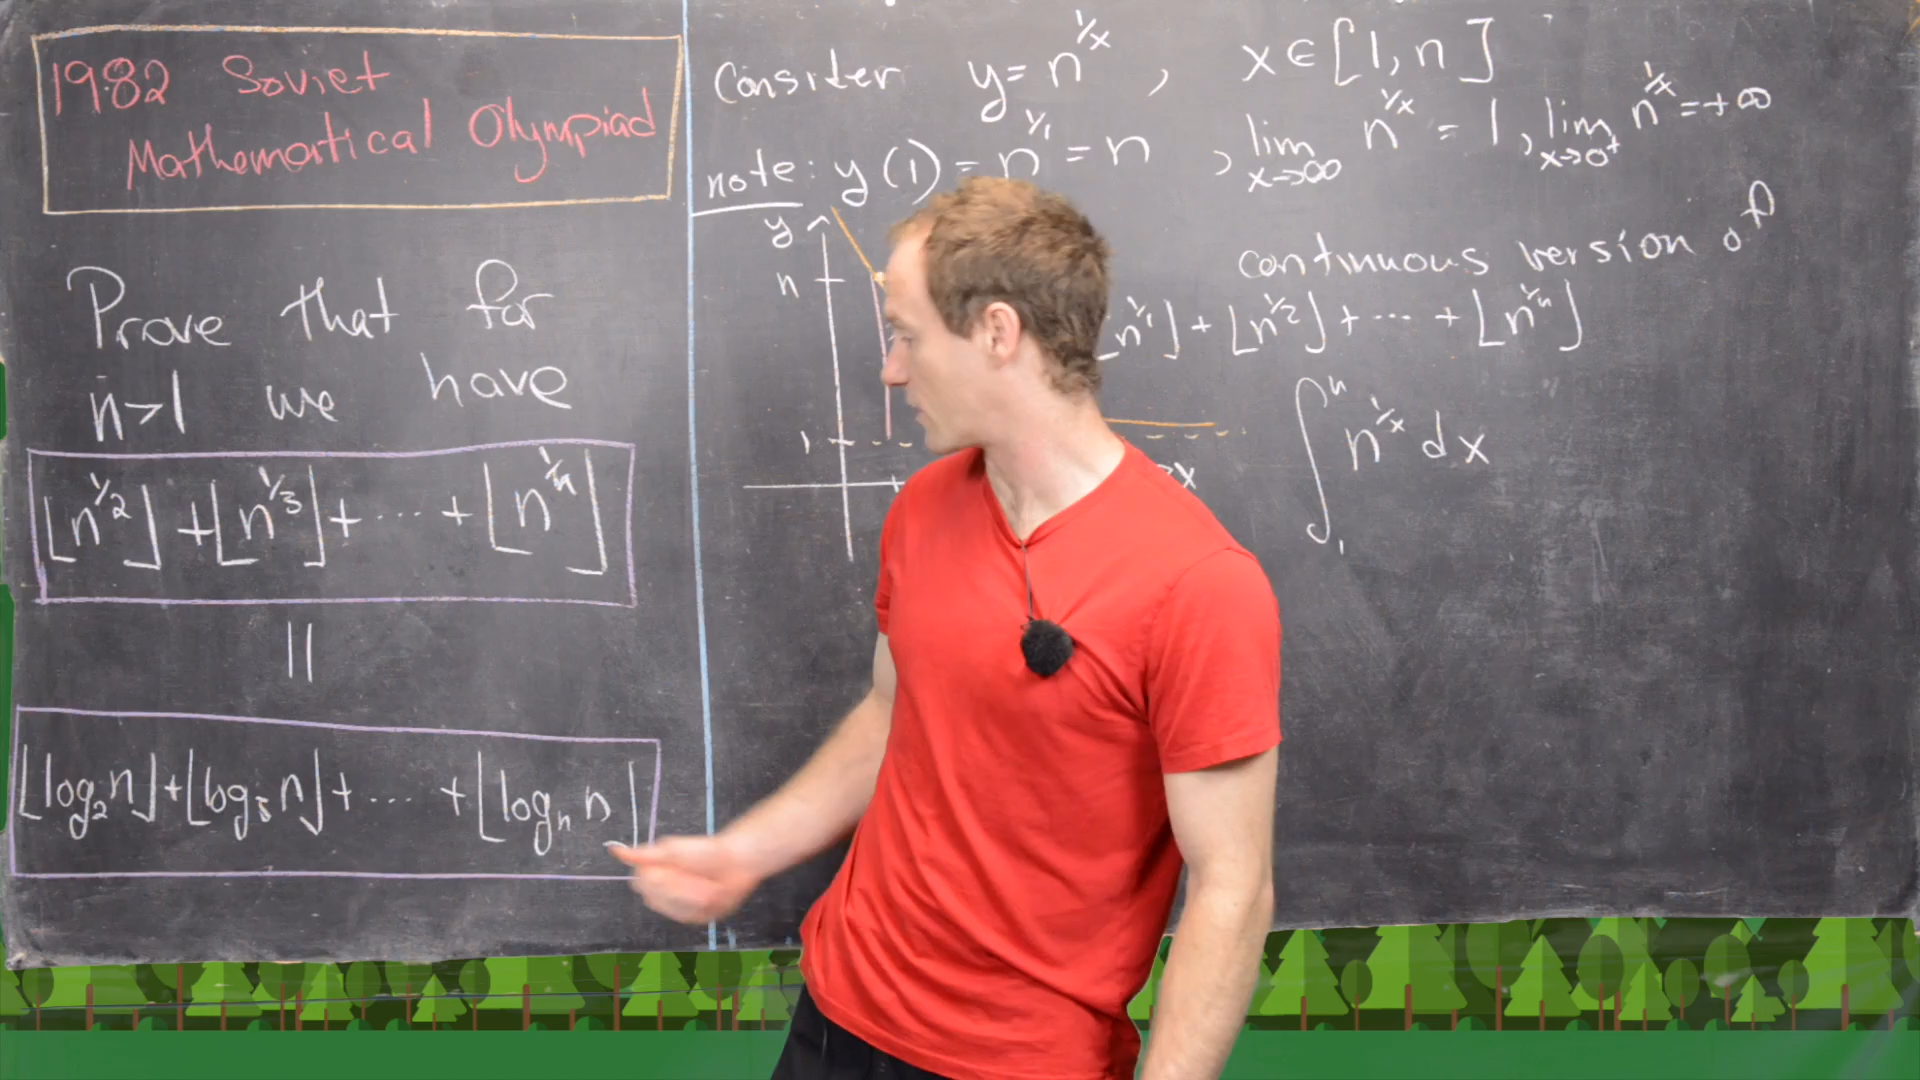 1982 Soviet
Mathematical Olympiad
Prove that for
n>1 we have
⌊n^{1/2}⌋ + ⌊n^{1/3}⌋ + ⋯ + ⌊n^{1/n}⌋
=
⌊log₂n⌋ + ⌊log₃n⌋ + ⋯ + ⌊logₙn⌋
Consider y = n^{1/x} , x ∈ [1, n]
note: y(1) = n^{1/1} = n , lim_{x→∞} n^{1/x} = 1, lim_{x→0⁺} n^{1/x} = +∞
y
n
1
x
continuous version of
⌊n^{1/1}⌋ + ⌊n^{1/2}⌋ + ⋯ + ⌊n^{1/n}⌋
∫₁ⁿ n^{1/x} dx